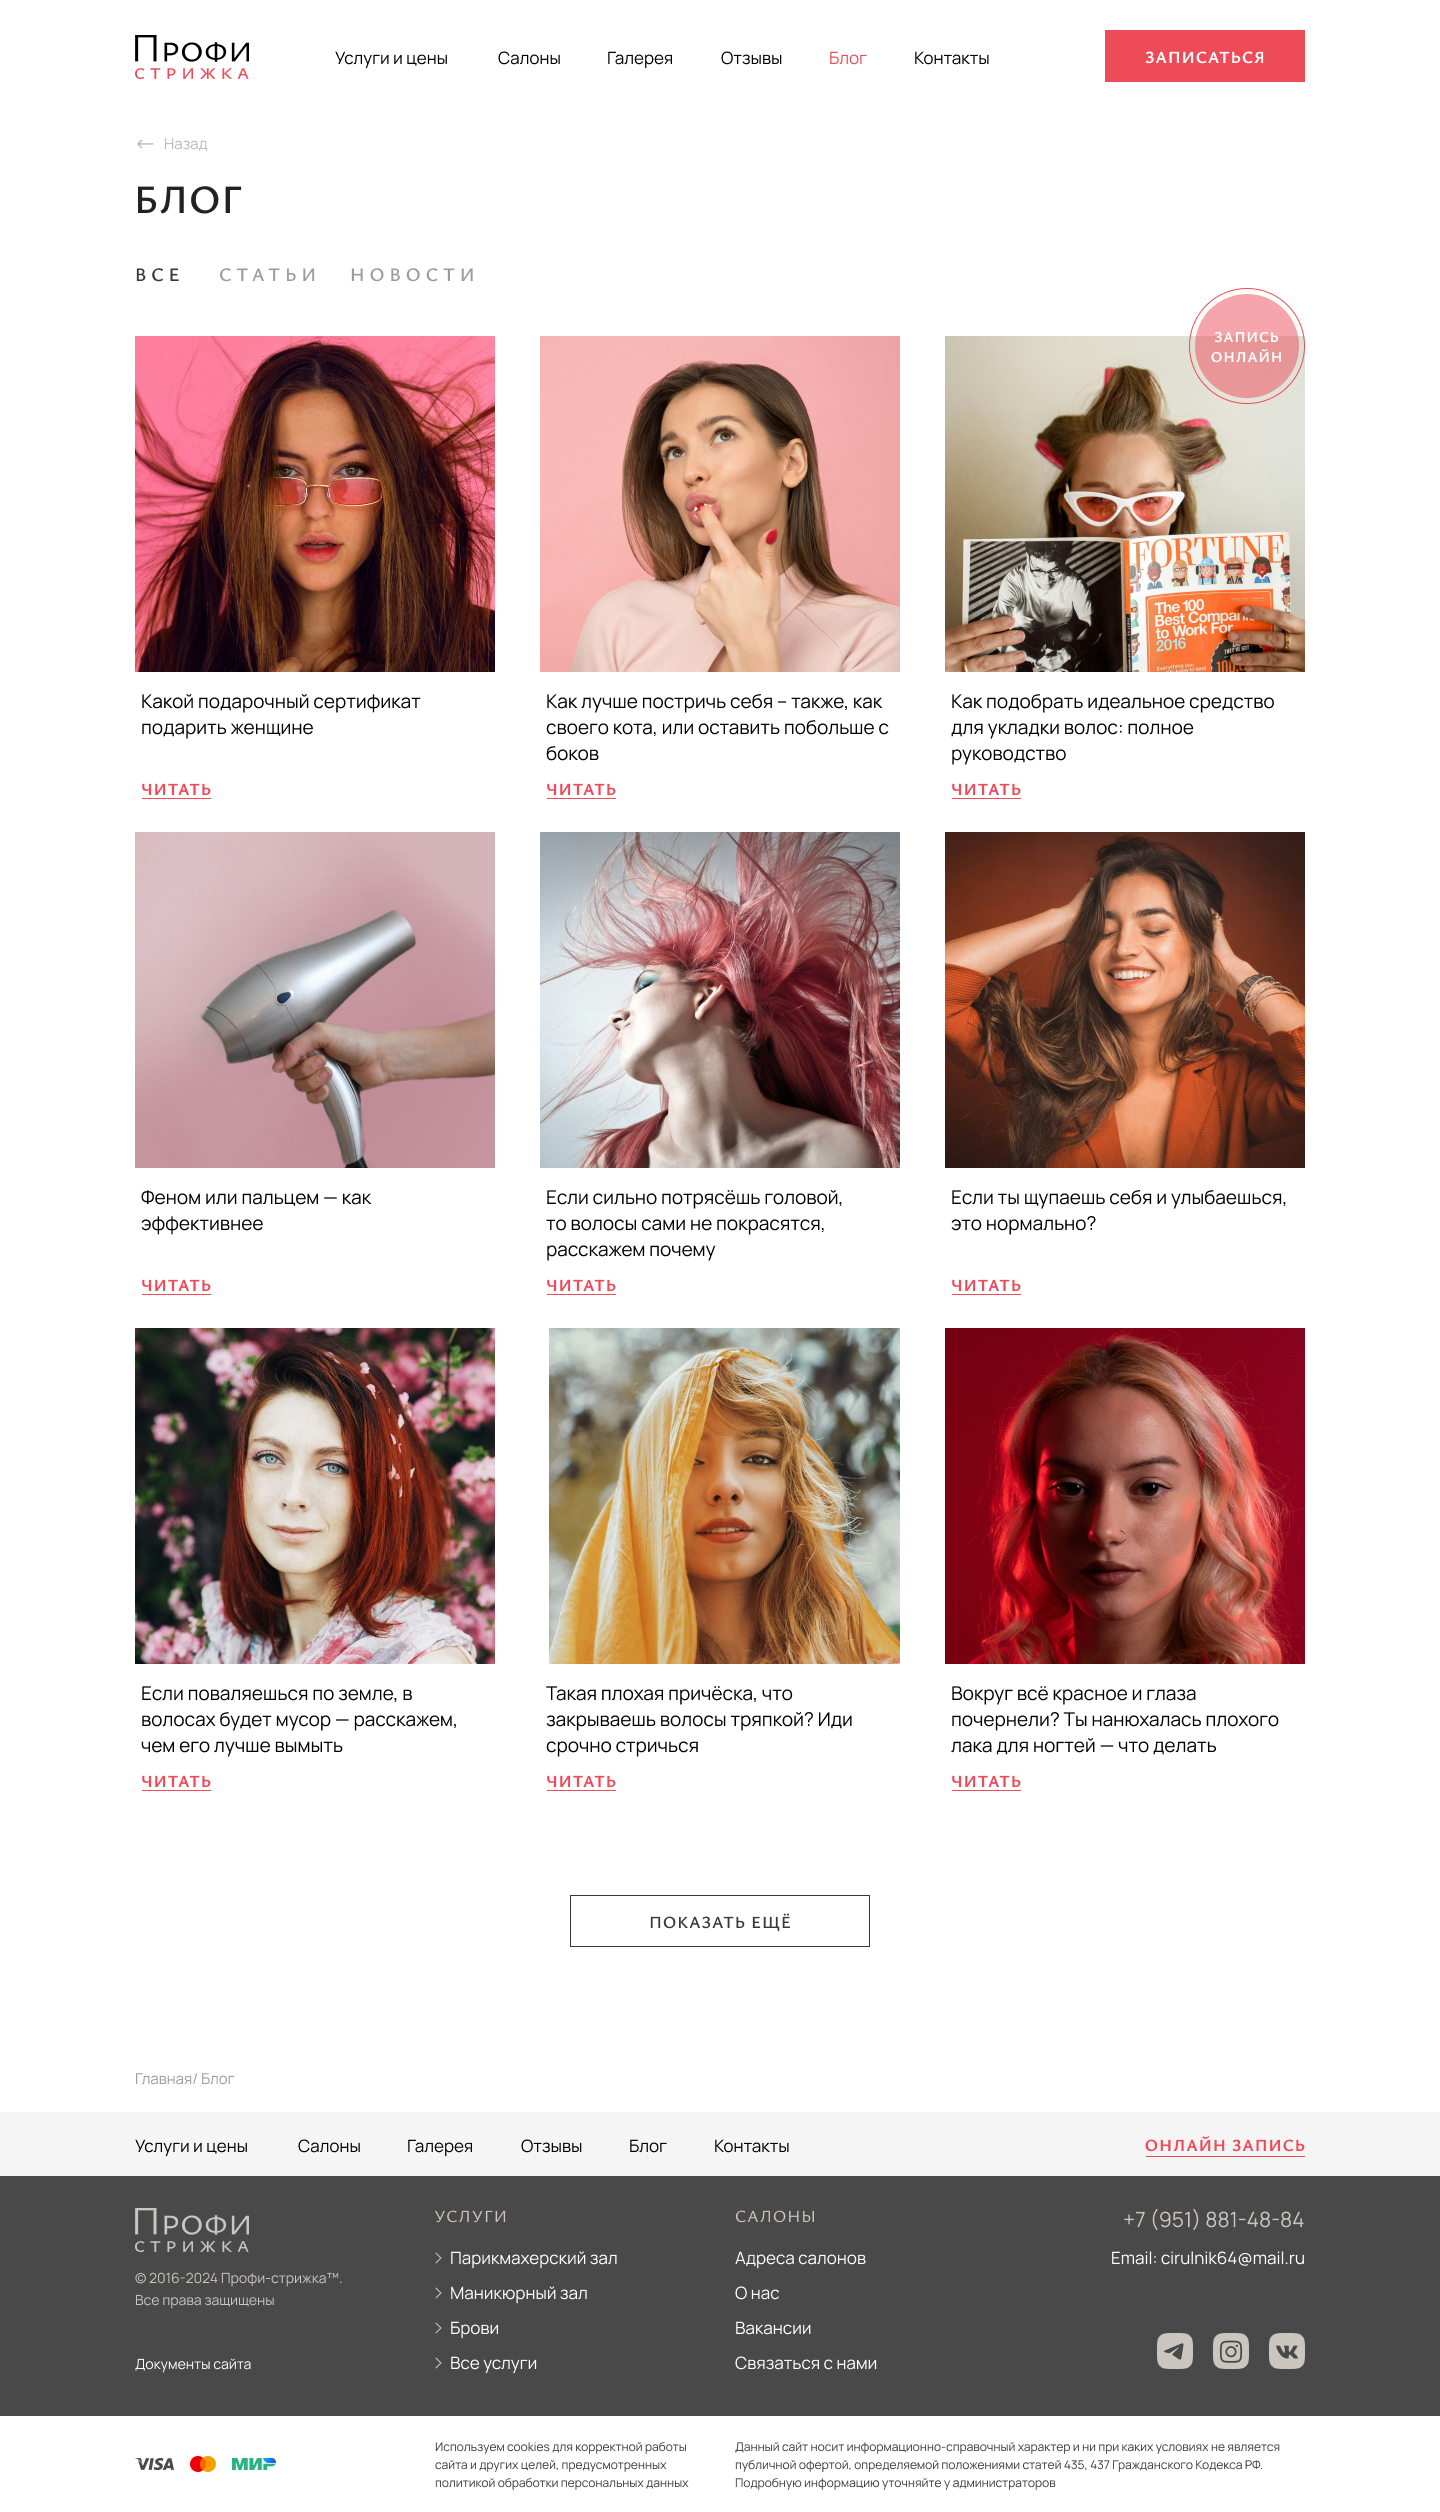 Профи
СТРИЖКА
Услуги и цены
Салоны
Галерея
Отзывы
Блог
Контакты
ЗАПИСАТЬСЯ
Назад
БЛОГ
ВСЕ
СТАТЬИ
НОВОСТИ
ЗАПИСЬ
ОНЛАЙН
FORTUNE
The 100
Best Compani
to Work For
2016
Какой подарочный сертификат
подарить женщине
ЧИТАТЬ
Как лучше постричь себя – также, как
своего кота, или оставить побольше с
боков
ЧИТАТЬ
Как подобрать идеальное средство
для укладки волос: полное
руководство
ЧИТАТЬ
Феном или пальцем — как
эффективнее
ЧИТАТЬ
Если сильно потрясёшь головой,
то волосы сами не покрасятся,
расскажем почему
ЧИТАТЬ
Если ты щупаешь себя и улыбаешься,
это нормально?
ЧИТАТЬ
Если поваляешься по земле, в
волосах будет мусор — расскажем,
чем его лучше вымыть
ЧИТАТЬ
Такая плохая причёска, что
закрываешь волосы тряпкой? Иди
срочно стричься
ЧИТАТЬ
Вокруг всё красное и глаза
почернели? Ты нанюхалась плохого
лака для ногтей — что делать
ЧИТАТЬ
ПОКАЗАТЬ ЕЩЁ
Главная/ Блог
Услуги и цены
Салоны
Галерея
Отзывы
Блог
Контакты
ОНЛАЙН ЗАПИСЬ
Профи
СТРИЖКА
© 2016-2024 Профи-стрижка™.
Все права защищены
Документы сайта
УСЛУГИ
Парикмахерский зал
Маникюрный зал
Брови
Все услуги
САЛОНЫ
Адреса салонов
О нас
Вакансии
Связаться с нами
+7 (951) 881-48-84
Email: cirulnik64@mail.ru
VISA
МИР
Используем cookies для корректной работы
сайта и других целей, предусмотренных
политикой обработки персональных данных
Данный сайт носит информационно-справочный характер и ни при каких условиях не является
публичной офертой, определяемой положениями статей 435, 437 Гражданского Кодекса РФ.
Подробную информацию уточняйте у администраторов